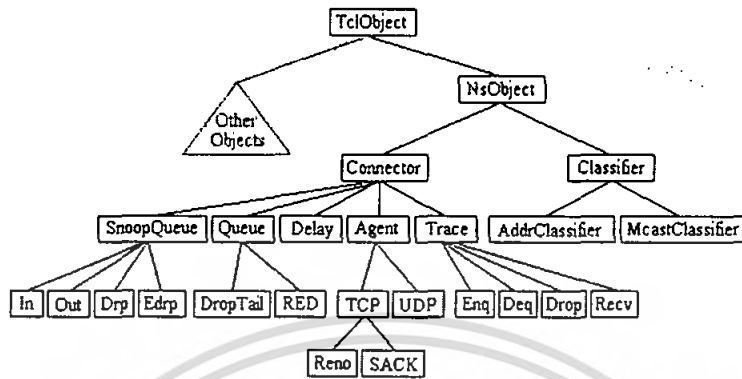 TclObject
NsObject
Other
Objects
Connector
Classifier
SnoopQueue Queue Delay Agent Trace AddrClassifier McastClassifier
In Out Drp Edrp DropTail RED TCP UDP Enq Deq Drop Recv
Reno SACK